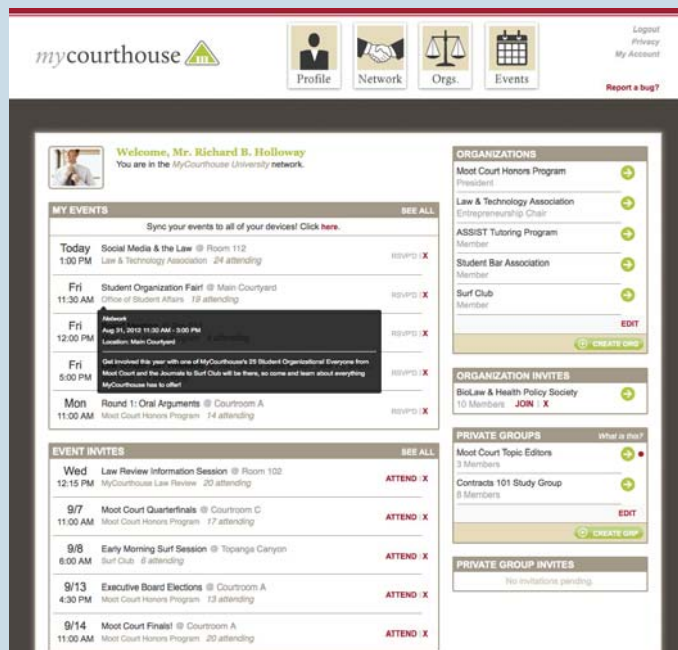 mycourthouse
Profile
Network
Orgs.
Events
Logout
Privacy
My Account
Report a bug?
Welcome, Mr. Richard B. Holloway
You are in the MyCourthouse University network.
MY EVENTS SEE ALL
Sync your events to all of your devices! Click here.
Today Social Media & the Law @ Room 112
1:00 PM Law & Technology Association 24 attending RSVP'D | X
Fri Student Organization Fair! @ Main Courtyard
11:30 AM Office of Student Affairs 19 attending RSVP'D | X
Network
Aug 31, 2012 11:30 AM - 3:00 PM
Location: Main Courtyard
Get involved this year with one of MyCourthouse's 25 Student Organizations! Everyone from
Moot Court and the Journals to Surf Club will be there, so come and learn about everything
MyCourthouse has to offer!
Fri
12:00 PM attending RSVP'D | X
Fri
5:00 PM RSVP'D | X
Mon Round 1: Oral Arguments @ Courtroom A
11:00 AM Moot Court Honors Program 14 attending RSVP'D | X
EVENT INVITES SEE ALL
Wed Law Review Information Session @ Room 102
12:15 PM MyCourthouse Law Review 20 attending ATTEND | X
9/7 Moot Court Quarterfinals @ Courtroom C
11:00 AM Moot Court Honors Program 17 attending ATTEND | X
9/8 Early Morning Surf Session @ Topanga Canyon
6:00 AM Surf Club 6 attending ATTEND | X
9/13 Executive Board Elections @ Courtroom A
4:30 PM Moot Court Honors Program 13 attending ATTEND | X
9/14 Moot Court Finals! @ Courtroom A
11:00 AM Moot Court Honors Program 20 attending ATTEND | X
ORGANIZATIONS
Moot Court Honors Program
President
Law & Technology Association
Entrepreneurship Chair
ASSIST Tutoring Program
Member
Student Bar Association
Member
Surf Club
Member
EDIT
CREATE ORG
ORGANIZATION INVITES
BioLaw & Health Policy Society
10 Members JOIN | X
PRIVATE GROUPS What is this?
Moot Court Topic Editors
3 Members
Contracts 101 Study Group
8 Members
EDIT
CREATE GRP
PRIVATE GROUP INVITES
No invitations pending.